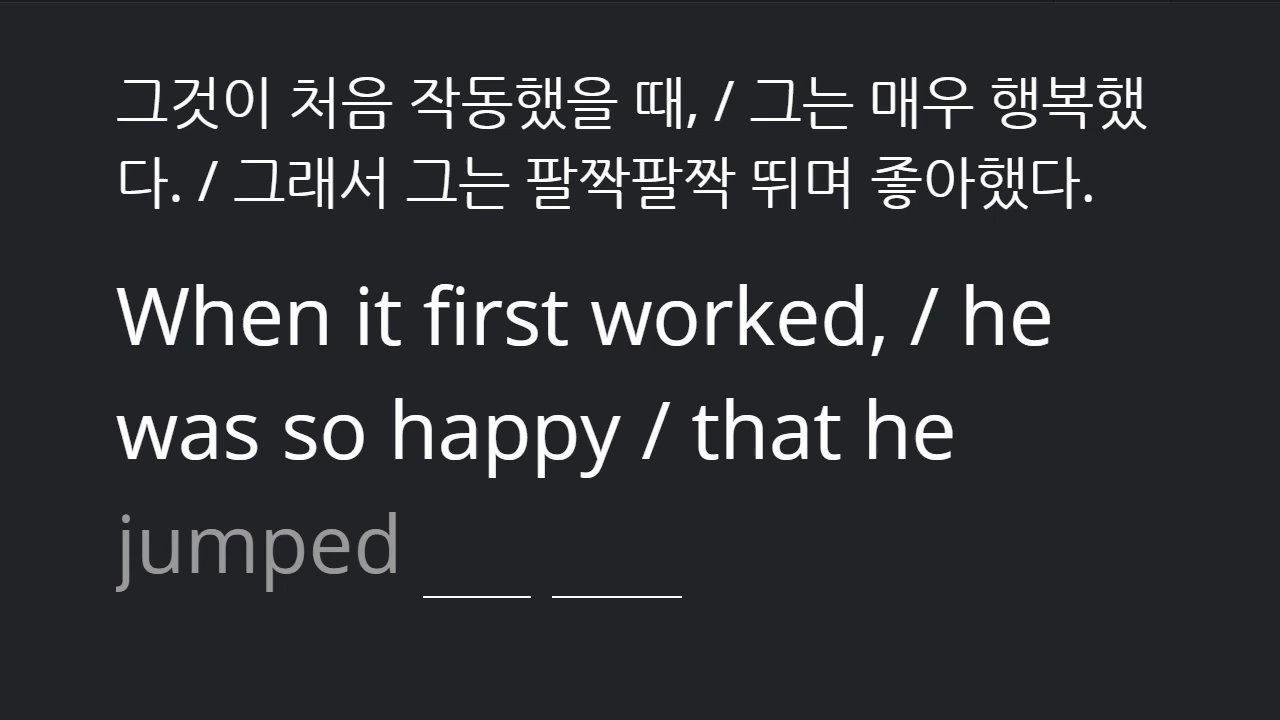 그것이 처음 작동했을 때, / 그는 매우 행복했
다. / 그래서 그는 팔짝팔짝 뛰며 좋아했다.
When it first worked, / he
was so happy / that he
jumped ____ ____